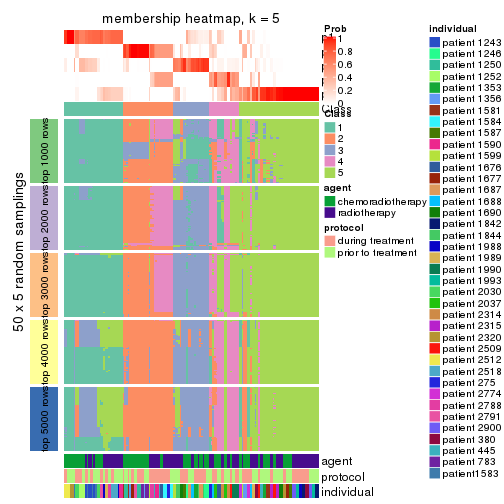 membership heatmap, k = 5
Prob
1
0.8
0.6
0.4
0.2
0
Class
Class
1
2
3
4
5
agent
chemoradiotherapy
radiotherapy
protocol
during treatment
prior to treatment
individual
patient 1243
patient 1246
patient 1250
patient 1252
patient 1353
patient 1356
patient 1581
patient 1584
patient 1587
patient 1590
patient 1599
patient 1676
patient 1677
patient 1687
patient 1688
patient 1690
patient 1842
patient 1844
patient 1988
patient 1989
patient 1990
patient 1993
patient 2030
patient 2037
patient 2314
patient 2315
patient 2320
patient 2509
patient 2512
patient 2518
patient 275
patient 2774
patient 2788
patient 2791
patient 2900
patient 380
patient 445
patient 783
patient1583
50 x 5 random samplings
top 1000 rows
top 2000 rows
top 3000 rows
top 4000 rows
top 5000 rows
agent
protocol
individual